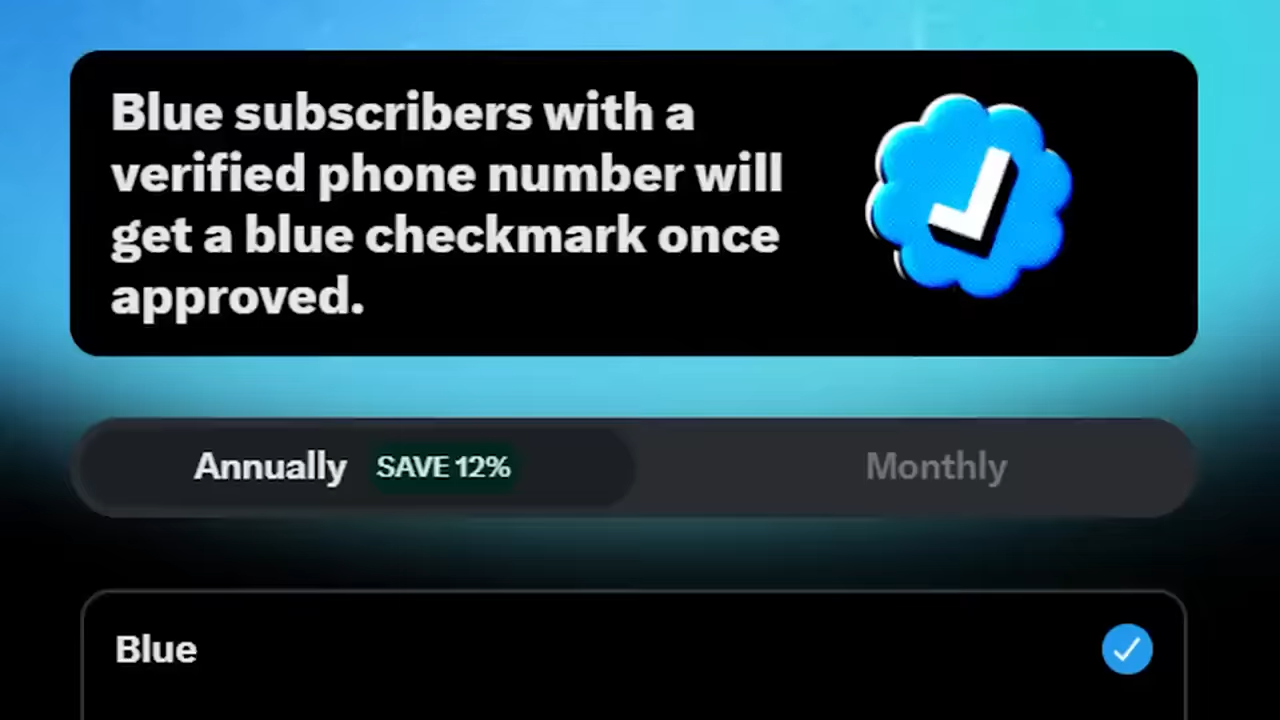 Blue subscribers with a
verified phone number will
get a blue checkmark once
approved.
Annually SAVE 12% Monthly
Blue